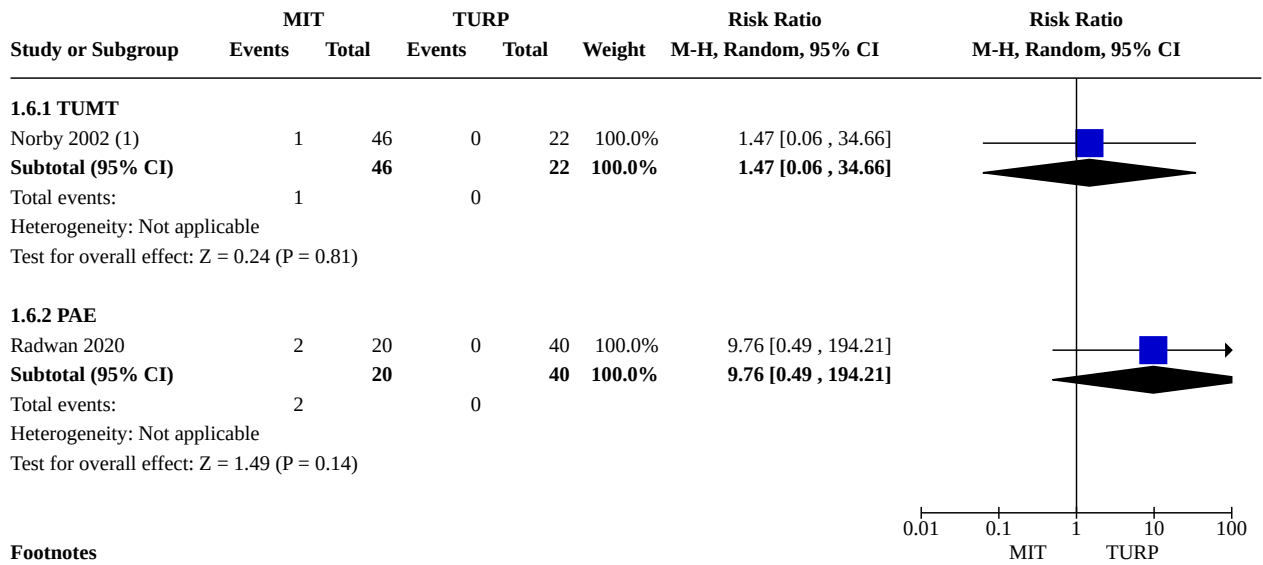 MIT TURP Risk Ratio Risk Ratio
Study or Subgroup Events Total Events Total Weight M-H, Random, 95% CI M-H, Random, 95% CI
1.6.1 TUMT
Norby 2002 (1) 1 46 0 22 100.0% 1.47 [0.06 , 34.66]
Subtotal (95% CI) 46 22 100.0% 1.47 [0.06 , 34.66]
Total events: 1 0
Heterogeneity: Not applicable
Test for overall effect: Z = 0.24 (P = 0.81)
1.6.2 PAE
Radwan 2020 2 20 0 40 100.0% 9.76 [0.49 , 194.21]
Subtotal (95% CI) 20 40 100.0% 9.76 [0.49 , 194.21]
Total events: 2 0
Heterogeneity: Not applicable
Test for overall effect: Z = 1.49 (P = 0.14)
0.01 0.1 1 10 100
Footnotes MIT TURP